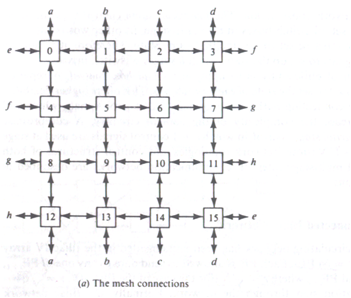 a b c d
e 0 1 2 3 f
f 4 5 6 7 g
g 8 9 10 11 h
h 12 13 14 15 e
a b c d
(a) The mesh connections